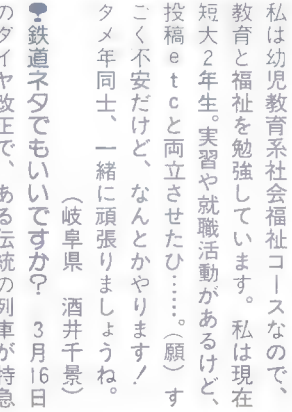 私は幼児教育系社会福祉コースなので、
教育と福祉を勉強しています。私は現在
短大2年生。実習や就職活動があるけど、
投稿etcと両立させたひ……。(願)す
ごく不安だけど、なんとかやります!
タメ年同士、一緒に頑張りましょうね。
(岐阜県 酒井千景)
鉄道ネタでもいいですか? 3月16日
のダイヤ改正で、ある伝統の列車が特急